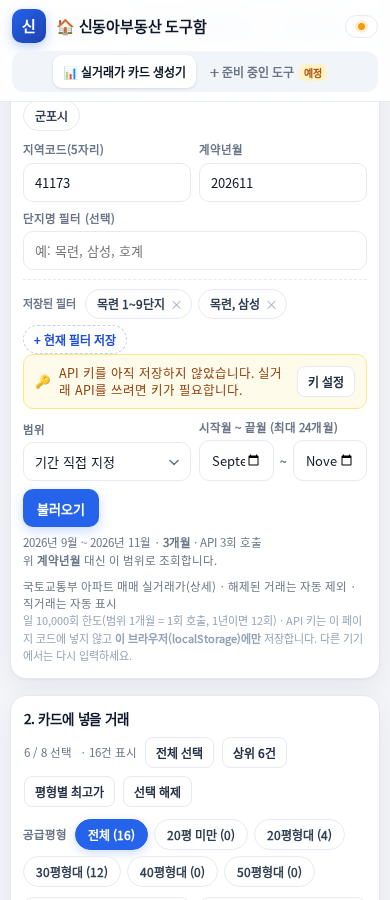 신 🏠 신동아부동산 도구함
📊 실거래가 카드 생성기 + 준비 중인 도구 예정
군포시
지역코드(5자리) 계약년월
41173 202611
단지명 필터 (선택)
예: 목련, 삼성, 호계
저장된 필터 목련 1~9단지 × 목련, 삼성 ×
+ 현재 필터 저장
🔑 API 키를 아직 저장하지 않았습니다. 실거
래 API를 쓰려면 키가 필요합니다. 키 설정
범위 시작월 ~ 끝월 (최대 24개월)
기간 직접 지정 Septe ~ Nove
불러오기
2026년 9월 ~ 2026년 11월 · 3개월 · API 3회 호출
위 계약년월 대신 이 범위로 조회합니다.
국토교통부 아파트 매매 실거래가(상세) · 해제된 거래는 자동 제외 ·
직거래는 자동 표시
일 10,000회 한도(범위 1개월 = 1회 호출, 1년이면 12회) · API 키는 이 페이
지 코드에 넣지 않고 이 브라우저(localStorage)에만 저장합니다. 다른 기기
에서는 다시 입력하세요.
2. 카드에 넣을 거래
6 / 8 선택 · 16건 표시 전체 선택 상위 6건
평형별 최고가 선택 해제
공급평형 전체 (16) 20평 미만 (0) 20평형대 (4)
30평형대 (12) 40평형대 (0) 50평형대 (0)